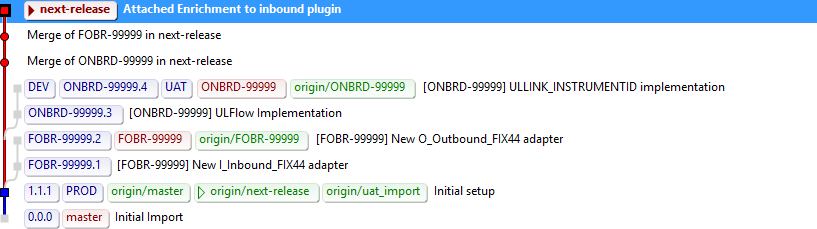 next-release Attached Enrichment to inbound plugin
Merge of FOBR-99999 in next-release
Merge of ONBRD-99999 in next-release
DEV ONBRD-99999.4 UAT ONBRD-99999 origin/ONBRD-99999 [ONBRD-99999] ULLINK_INSTRUMENTID implementation
ONBRD-99999.3 [ONBRD-99999] ULFlow Implementation
FOBR-99999.2 FOBR-99999 origin/FOBR-99999 [FOBR-99999] New O_Outbound_FIX44 adapter
FOBR-99999.1 [FOBR-99999] New I_Inbound_FIX44 adapter
1.1.1 PROD origin/master origin/next-release origin/uat_import Initial setup
0.0.0 master Initial Import